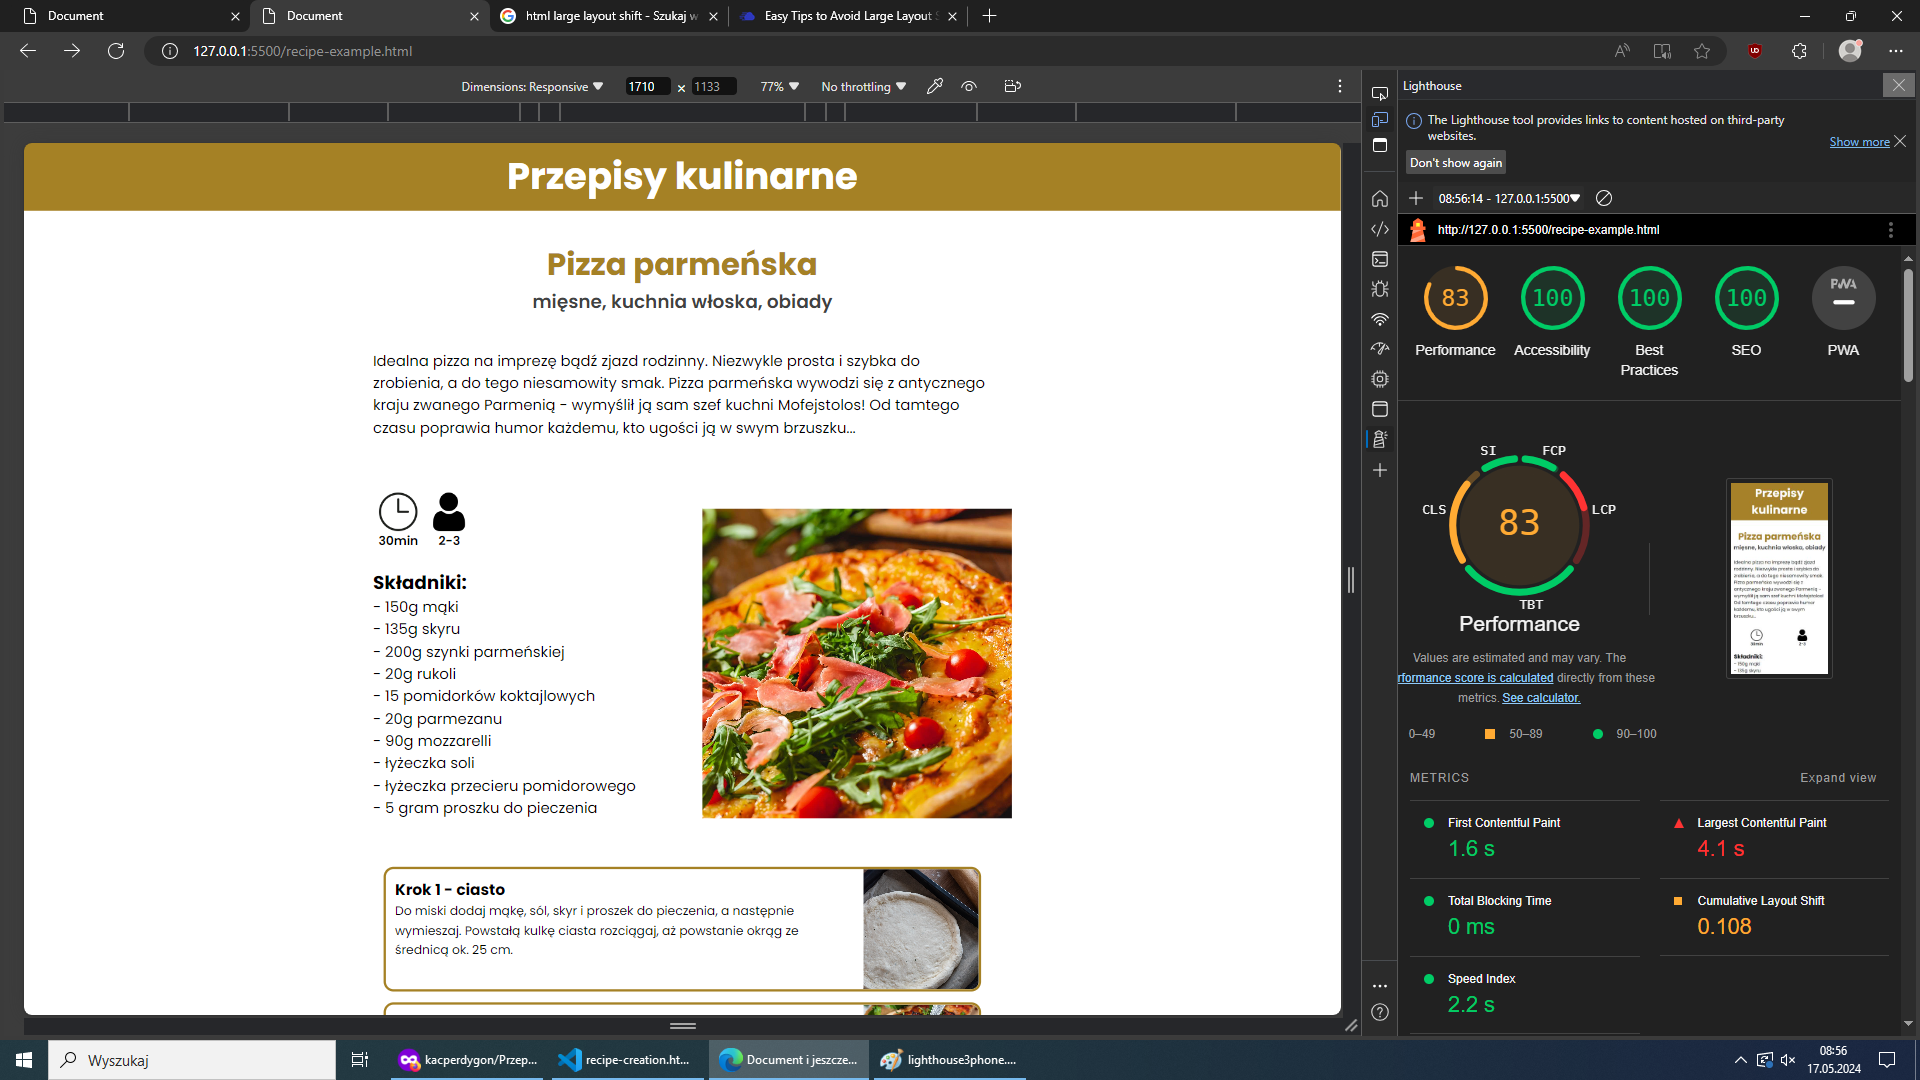 Document
Document
html large layout shift - Szukaj w
Easy Tips to Avoid Large Layout
127.0.0.1:5500/recipe-example.html
Dimensions: Responsive
1710
×
1133
77%
No throttling
Przepisy kulinarne
Pizza parmeńska
mięsne, kuchnia włoska, obiady
Idealna pizza na imprezę bądź zjazd rodzinny. Niezwykle prosta i szybka do
zrobienia, a do tego niesamowity smak. Pizza parmeńska wywodzi się z antycznego
kraju zwanego Parmenią - wymyślił ją sam szef kuchni Mofejstolos! Od tamtego
czasu poprawia humor każdemu, kto ugości ją w swym brzuszku...
30min
2-3
Składniki:
- 150g mąki
- 135g skyru
- 200g szynki parmeńskiej
- 20g rukoli
- 15 pomidorków koktajlowych
- 20g parmezanu
- 90g mozzarelli
- łyżeczka soli
- łyżeczka przecieru pomidorowego
- 5 gram proszku do pieczenia
Krok 1 - ciasto
Do miski dodaj mąkę, sól, skyr i proszek do pieczenia, a następnie
wymieszaj. Powstałą kulkę ciasta rozciągaj, aż powstanie okrąg ze
średnicą ok. 25 cm.
Lighthouse
The Lighthouse tool provides links to content hosted on third-party
websites.
Show more
Don't show again
08:56:14 - 127.0.0.1:5500
http://127.0.0.1:5500/recipe-example.html
83
100
100
100
PWA
Performance
Accessibility
Best
Practices
SEO
PWA
SI
FCP
CLS
LCP
83
TBT
Performance
Values are estimated and may vary. The
rformance score is calculated directly from these
metrics. See calculator.
Przepisy
kulinarne
Pizza parmeńska
mięsne, kuchnia włoska, obiady
Składniki:
0–49
50–89
90–100
METRICS
Expand view
First Contentful Paint
1.6 s
Largest Contentful Paint
4.1 s
Total Blocking Time
0 ms
Cumulative Layout Shift
0.108
Speed Index
2.2 s
Wyszukaj
kacperdygon/Przep...
recipe-creation.ht...
Document i jeszcze...
lighthouse3phone....
08:56
17.05.2024